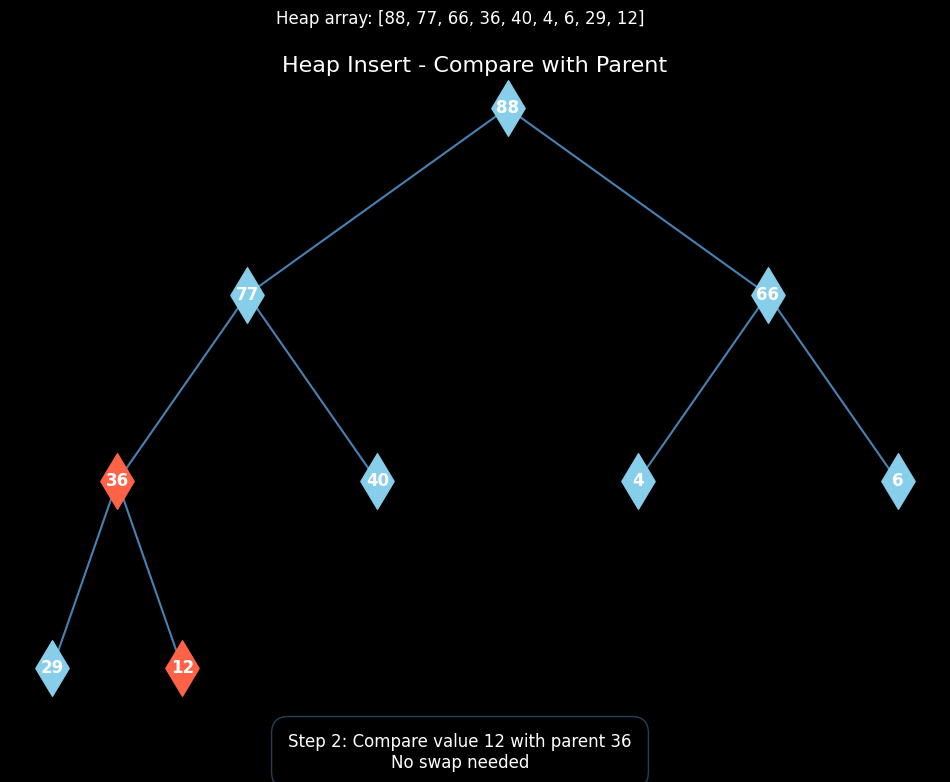 Heap array: [88, 77, 66, 36, 40, 4, 6, 29, 12]
Heap Insert - Compare with Parent
88
77
66
36
40
4
6
29
12
Step 2: Compare value 12 with parent 36
No swap needed